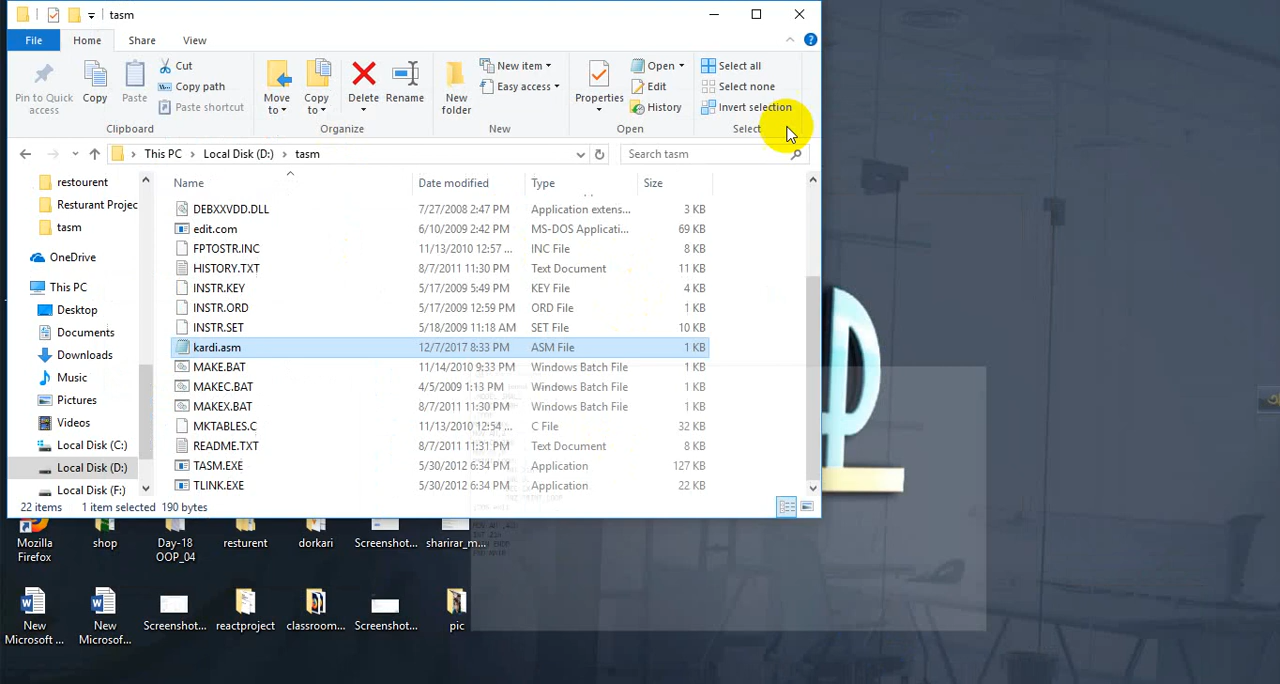 tasm
File Home Share View
Pin to Quick access
Copy
Paste
Cut
Copy path
Paste shortcut
Clipboard
Move to
Copy to
Delete
Rename
Organize
New folder
New item
Easy access
New
Properties
Open
Edit
History
Open
Select all
Select none
Invert selection
Select
This PC > Local Disk (D:) > tasm
Search tasm
restourent
Resturant Projec
tasm
OneDrive
This PC
Desktop
Documents
Downloads
Music
Pictures
Videos
Local Disk (C:)
Local Disk (D:)
Local Disk (F:)
Name Date modified Type Size
DEBXXVDD.DLL 7/27/2008 2:47 PM Application extens... 3 KB
edit.com 6/10/2009 2:42 PM MS-DOS Applicati... 69 KB
FPTOSTR.INC 11/13/2010 12:57 ... INC File 8 KB
HISTORY.TXT 8/7/2011 11:30 PM Text Document 11 KB
INSTR.KEY 5/17/2009 5:49 PM KEY File 4 KB
INSTR.ORD 5/17/2009 12:59 PM ORD File 1 KB
INSTR.SET 5/18/2009 11:18 AM SET File 10 KB
kardi.asm 12/7/2017 8:33 PM ASM File 1 KB
MAKE.BAT 11/14/2010 9:33 PM Windows Batch File 1 KB
MAKEC.BAT 4/5/2009 1:13 PM Windows Batch File 1 KB
MAKEX.BAT 8/7/2011 11:30 PM Windows Batch File 1 KB
MKTABLES.C 11/13/2010 12:54 ... C File 32 KB
README.TXT 8/7/2011 11:31 PM Text Document 8 KB
TASM.EXE 5/30/2012 6:34 PM Application 127 KB
TLINK.EXE 5/30/2012 6:34 PM Application 22 KB
22 items 1 item selected 190 bytes
Mozilla Firefox
shop
Day-18 OOP_04
resturent
dorkari
Screenshot...
sharirar_m...
New Microsoft ...
New Microsof...
Screenshot...
reactproject
classroom...
Screenshot...
pic